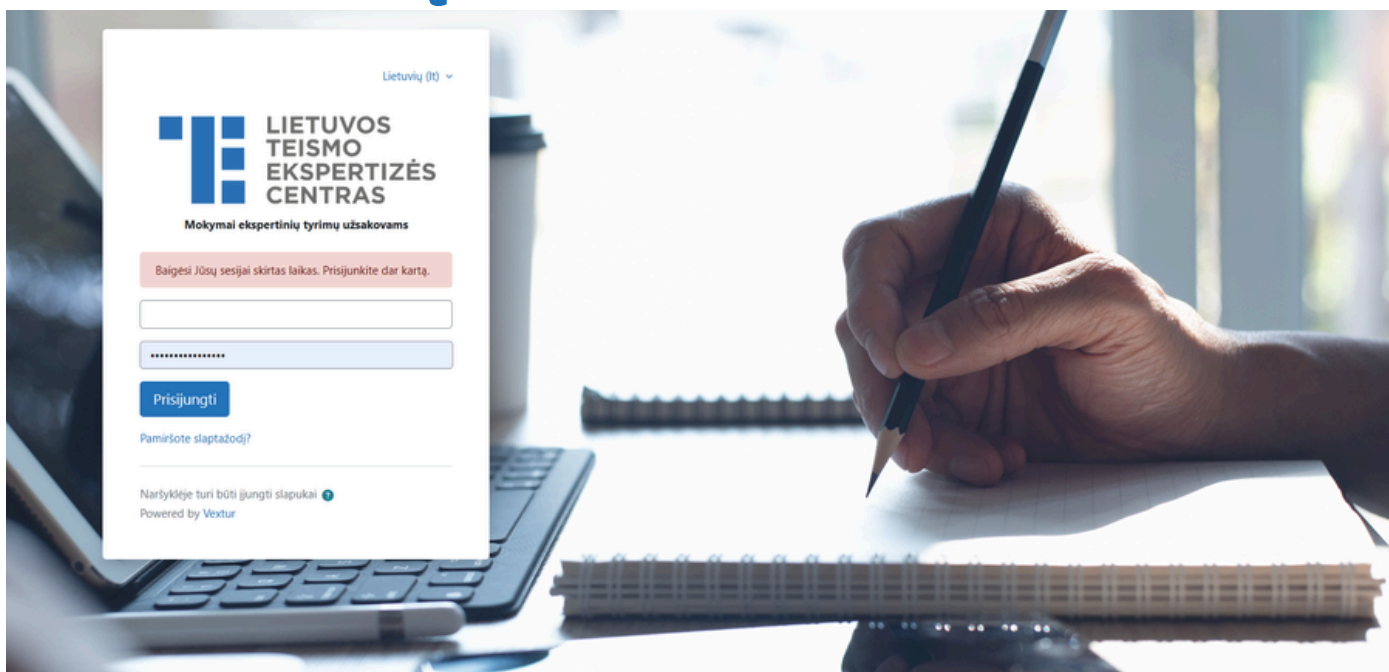 Lietuvių (lt)
LIETUVOS
TEISMO
EKSPERTIZĖS
CENTRAS
Mokymai ekspertinių tyrimų užsakovams
Baigėsi Jūsų sesijai skirtas laikas. Prisijunkite dar kartą.
••••••••••••••••
Prisijungti
Pamiršote slaptažodį?
Naršyklėje turi būti įjungti slapukai
Powered by Vextur